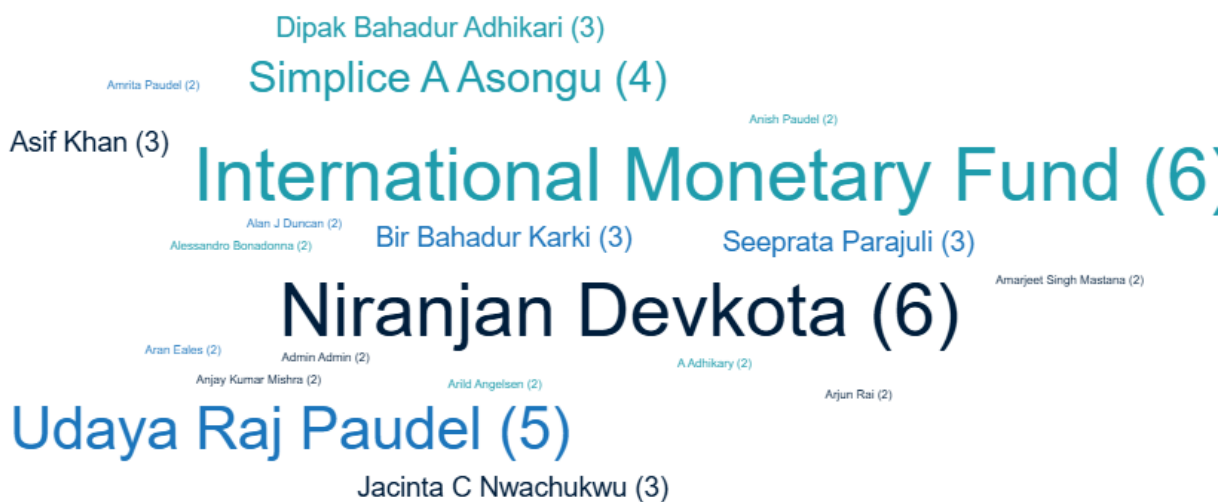 Dipak Bahadur Adhikari (3)
Simplice A Asongu (4)
Amrita Paudel (2)
Anish Paudel (2)
Asif Khan (3)
International Monetary Fund (6)
Alan J Duncan (2)
Bir Bahadur Karki (3)
Seeprata Parajuli (3)
Alessandro Bonadonna (2)
Amarjeet Singh Mastana (2)
Niranjan Devkota (6)
Aran Eales (2)
Admin Admin (2)
A Adhikary (2)
Anjay Kumar Mishra (2)
Arild Angelsen (2)
Arjun Rai (2)
Udaya Raj Paudel (5)
Jacinta C Nwachukwu (3)